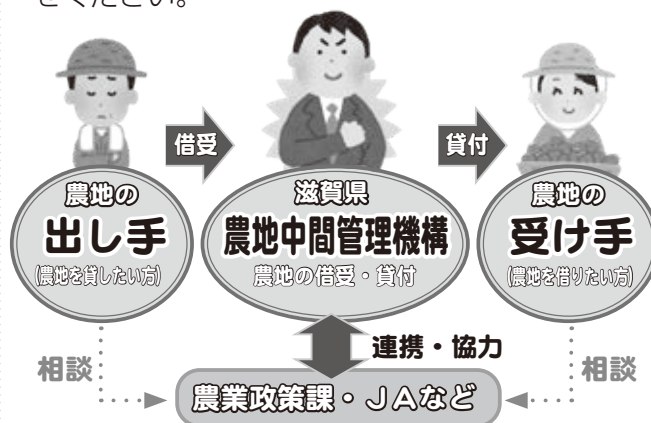 せください。
借受
貸付
農地の
出し手
(農地を貸したい方)
滋賀県
農地中間管理機構
農地の借受・貸付
農地の
受け手
(農地を借りたい方)
連携・協力
相談
相談
農業政策課・ＪＡなど